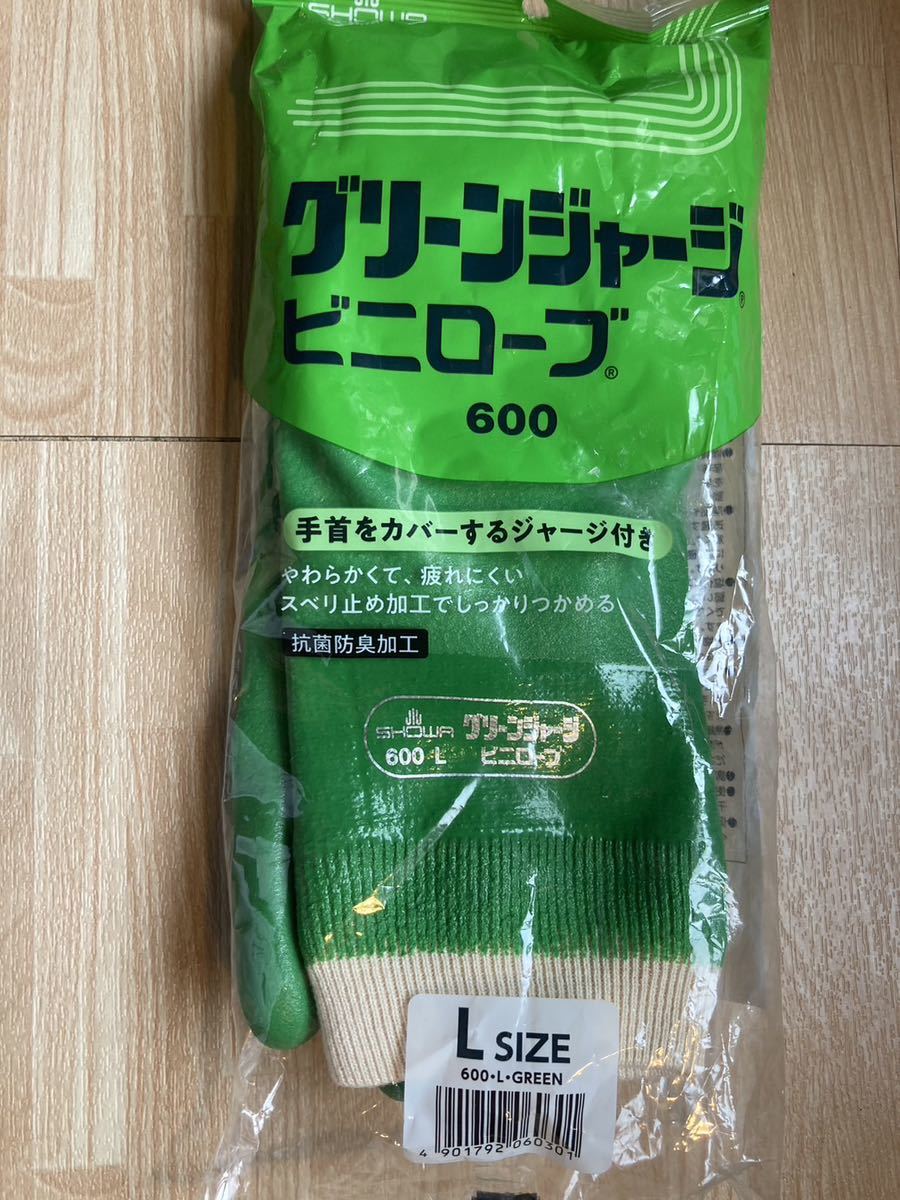 SHOWA
グリーンジャージ®
ビニローブ®
600
手首をカバーするジャージ付き
やわらかくて、疲れにくい
スベリ止め加工でしっかりつかめる
抗菌防臭加工
SHOWA グリーンジャージ
600-L ビニローブ
L SIZE
600•L•GREEN
4 901792 060301